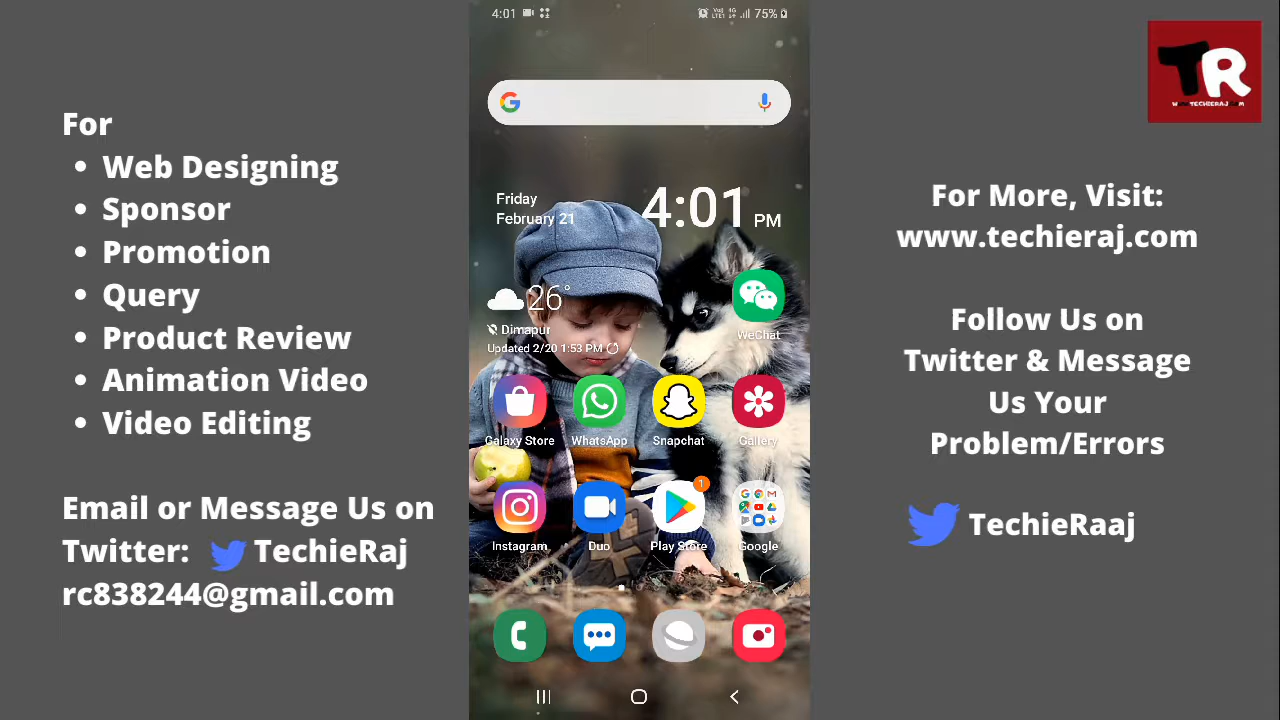 For
• Web Designing
• Sponsor
• Promotion
• Query
• Product Review
• Animation Video
• Video Editing
Email or Message Us on
Twitter: TechieRaj
rc838244@gmail.com
4:01
75%
Friday
February 21
4:01 PM
26°
Dimapur
Updated 2/20 1:53 PM
WeChat
Galaxy Store
WhatsApp
Snapchat
Gallery
1
Instagram
Duo
Play Store
Google
TR
WWW.TECHIERAJ.COM
For More, Visit:
www.techieraj.com
Follow Us on
Twitter & Message
Us Your
Problem/Errors
TechieRaaj